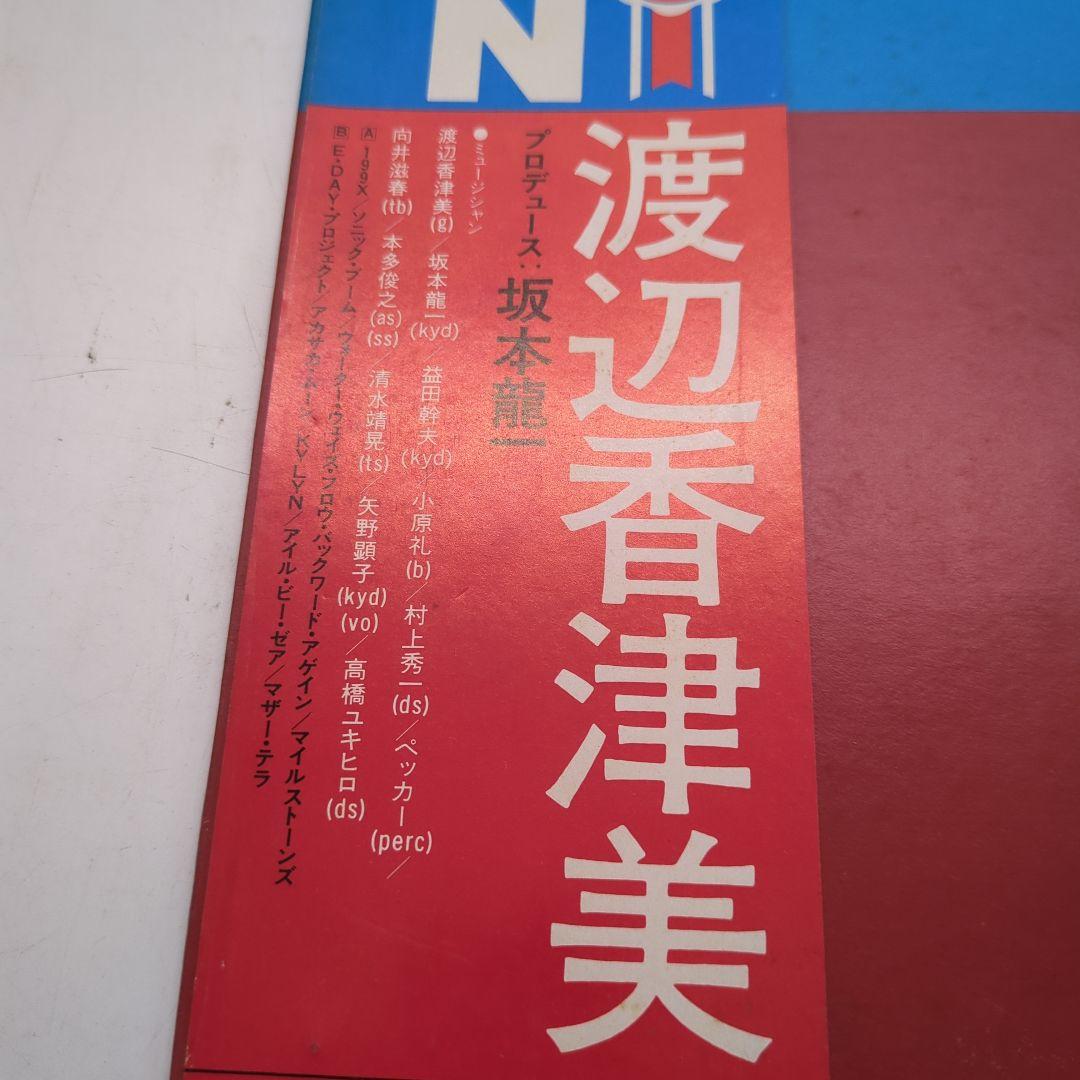 N
渡辺香津美
プロデュース:坂本龍一
●ミュージシャン
渡辺香津美(g)/坂本龍一(kyd)/益田幹夫(kyd)/小原礼(b)/村上秀一(ds)/ペッカー(perc)/
向井滋春(tb)/本多俊之(as)(ss)/清水靖晃(ts)/矢野顕子(kyd)(vo)/高橋ユキヒロ(ds)
A 199X/ソニック・ブーム/ウォーター・ウェイズ・フロウ・バックワード・アゲイン/マイルストーンズ
B E・DAY・プロジェクト/アカサカ・ムーン/KYLYN/アイル・ビー・ゼア/マザー・テラ